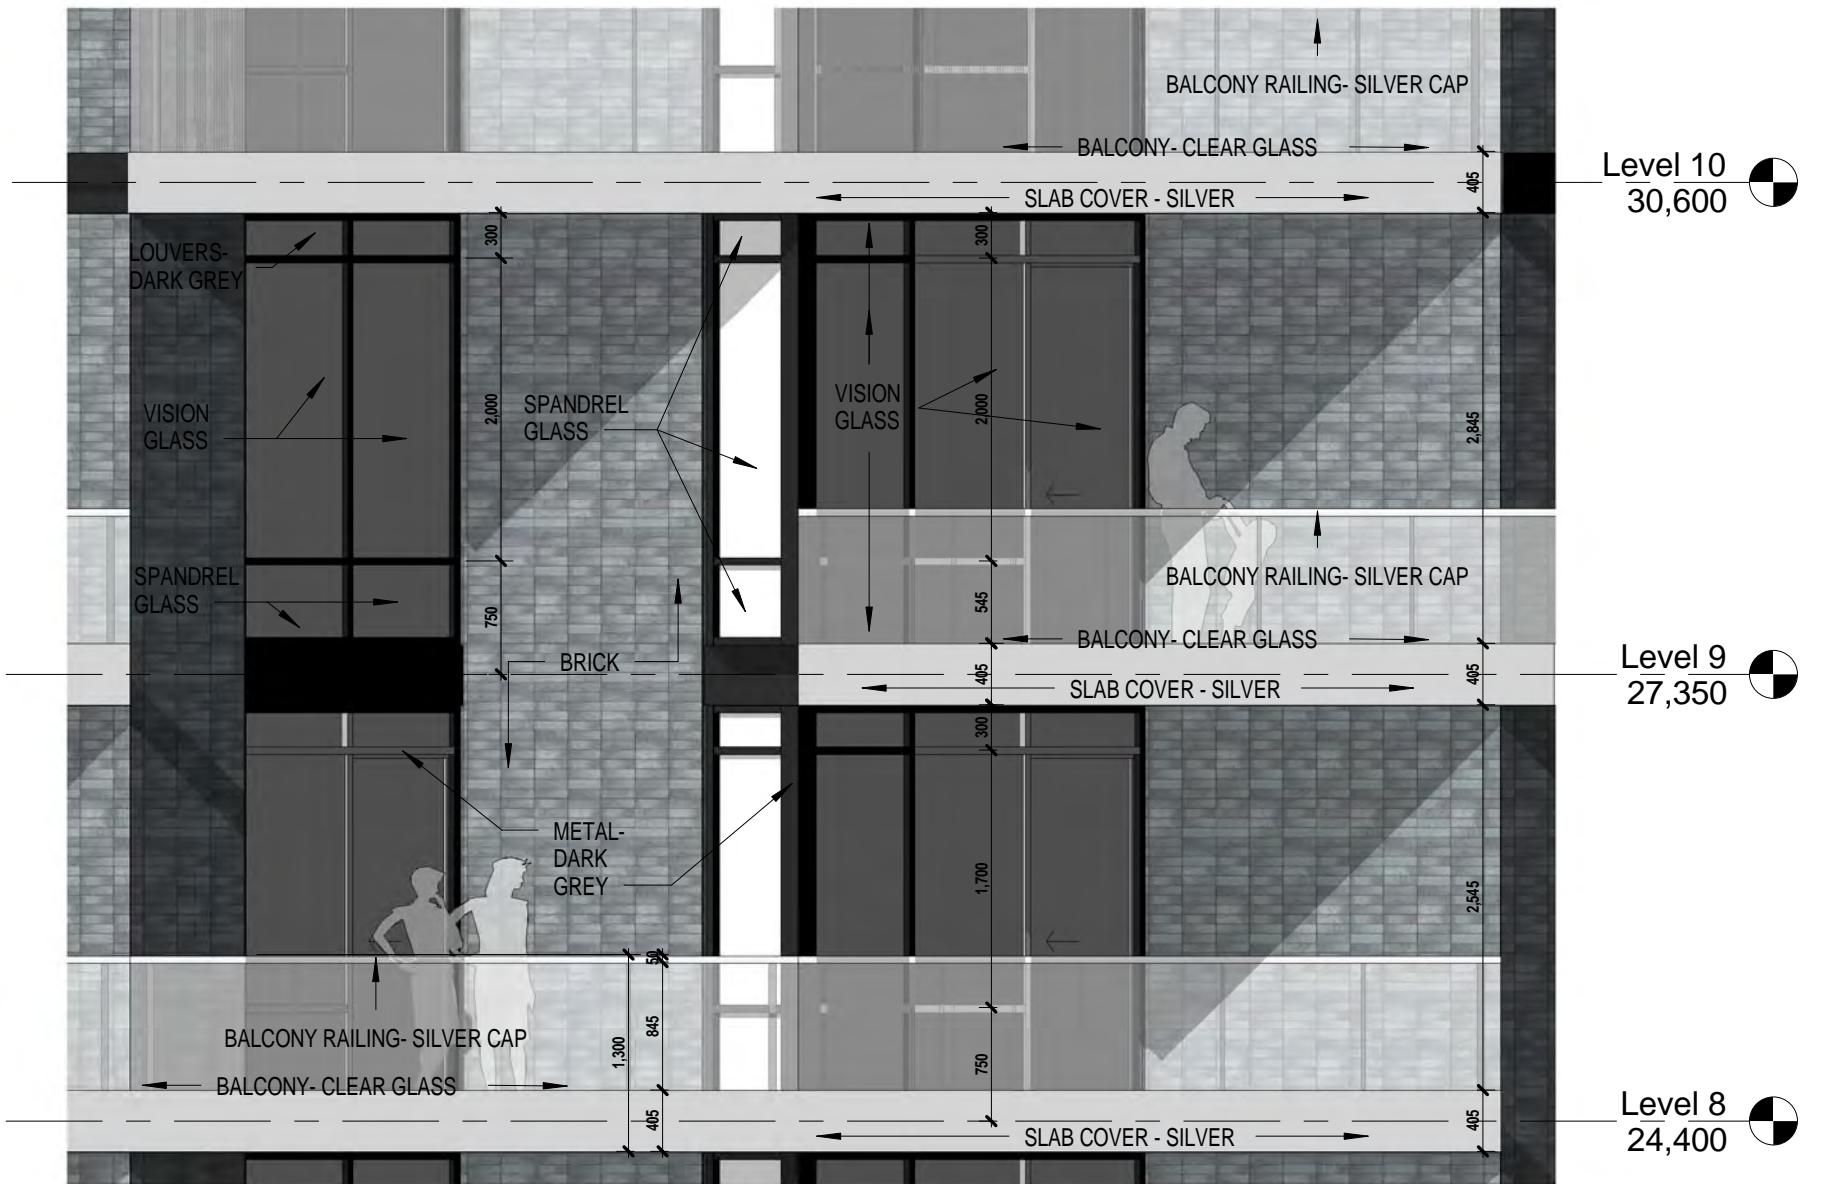 BALCONY RAILING- SILVER CAP
BALCONY- CLEAR GLASS
405
Level 10
30,600
SLAB COVER - SILVER
LOUVERS-
DARK GREY
300
300
VISION
GLASS
2,000
SPANDREL
GLASS
VISION
GLASS
2,000
2,845
SPANDREL
GLASS
750
545
BALCONY RAILING- SILVER CAP
BALCONY- CLEAR GLASS
BRICK
405
SLAB COVER - SILVER
405
Level 9
27,350
300
METAL-
DARK
GREY
1,700
2,545
50
BALCONY RAILING- SILVER CAP
1,300
845
750
BALCONY- CLEAR GLASS
405
SLAB COVER - SILVER
405
Level 8
24,400